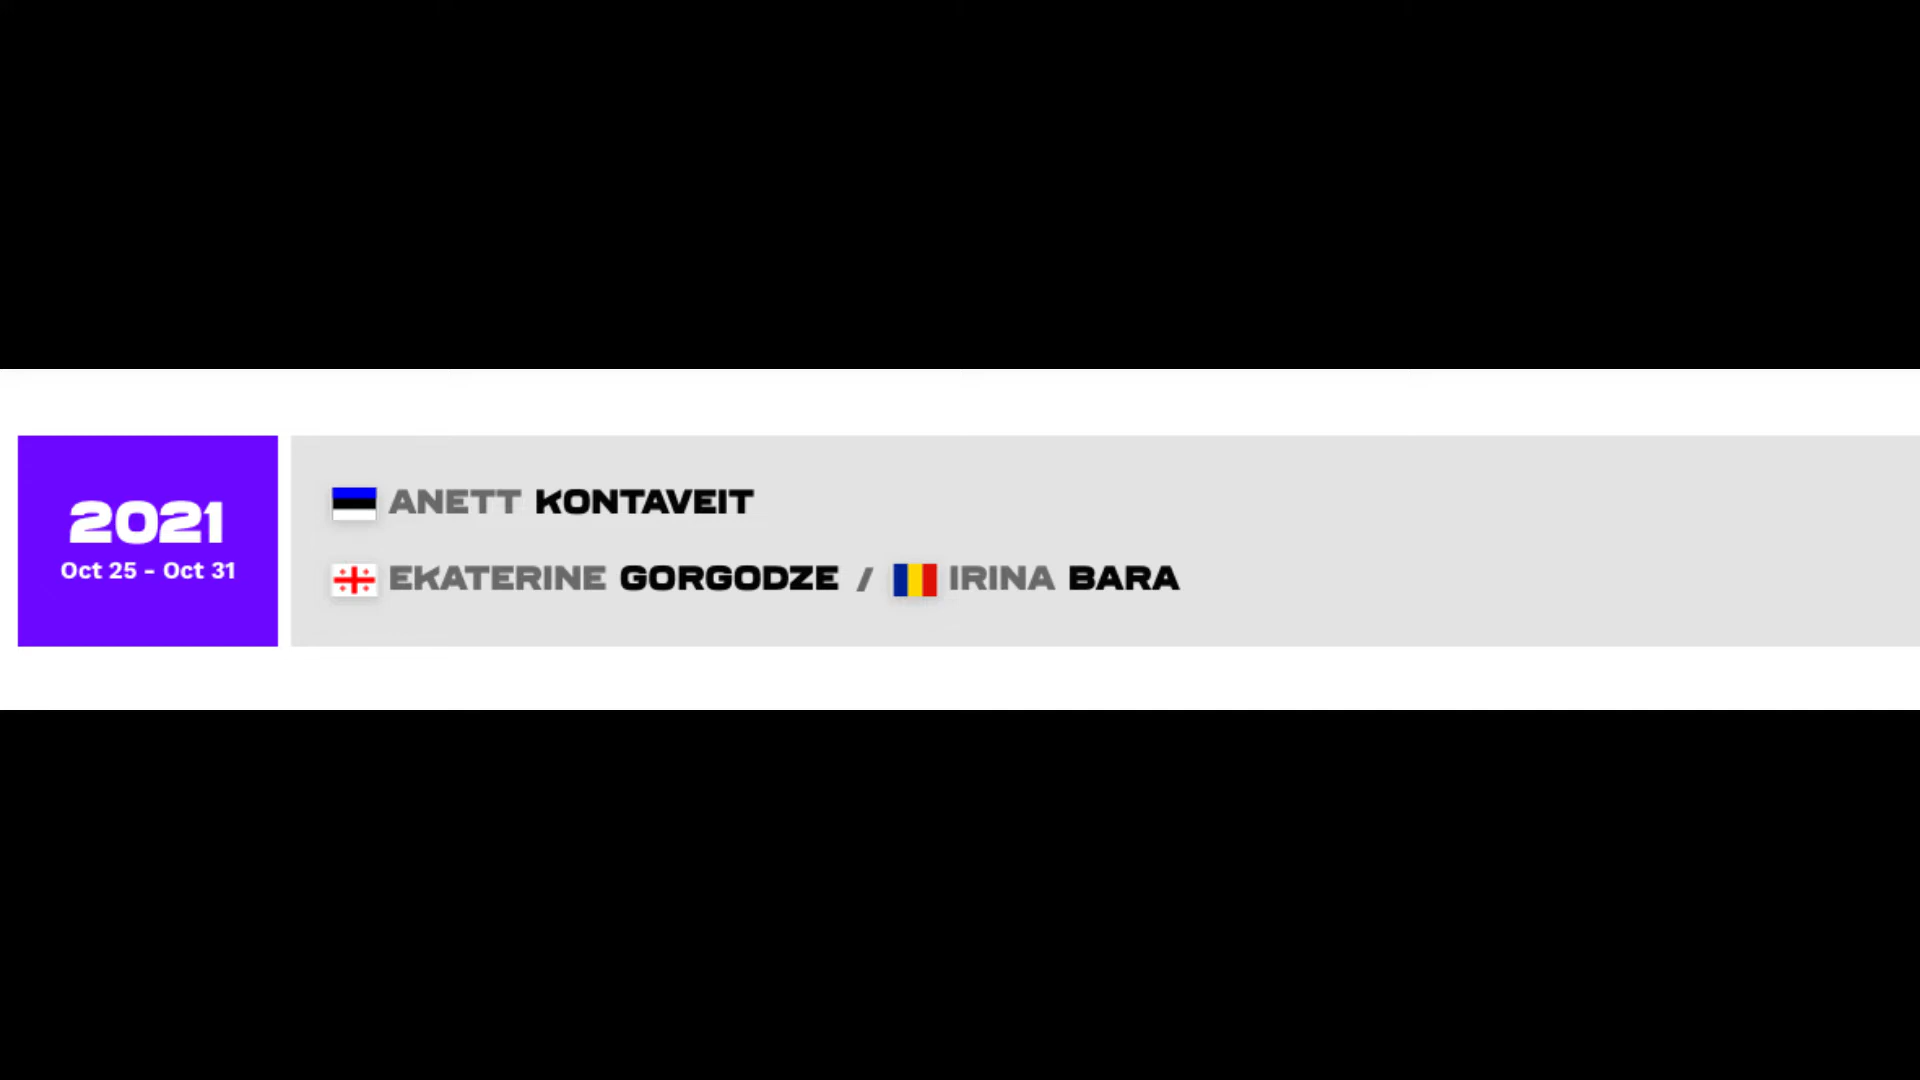 2021
Oct 25 - Oct 31
ANETT KONTAVEIT
EKATERINE GORGODZE / IRINA BARA